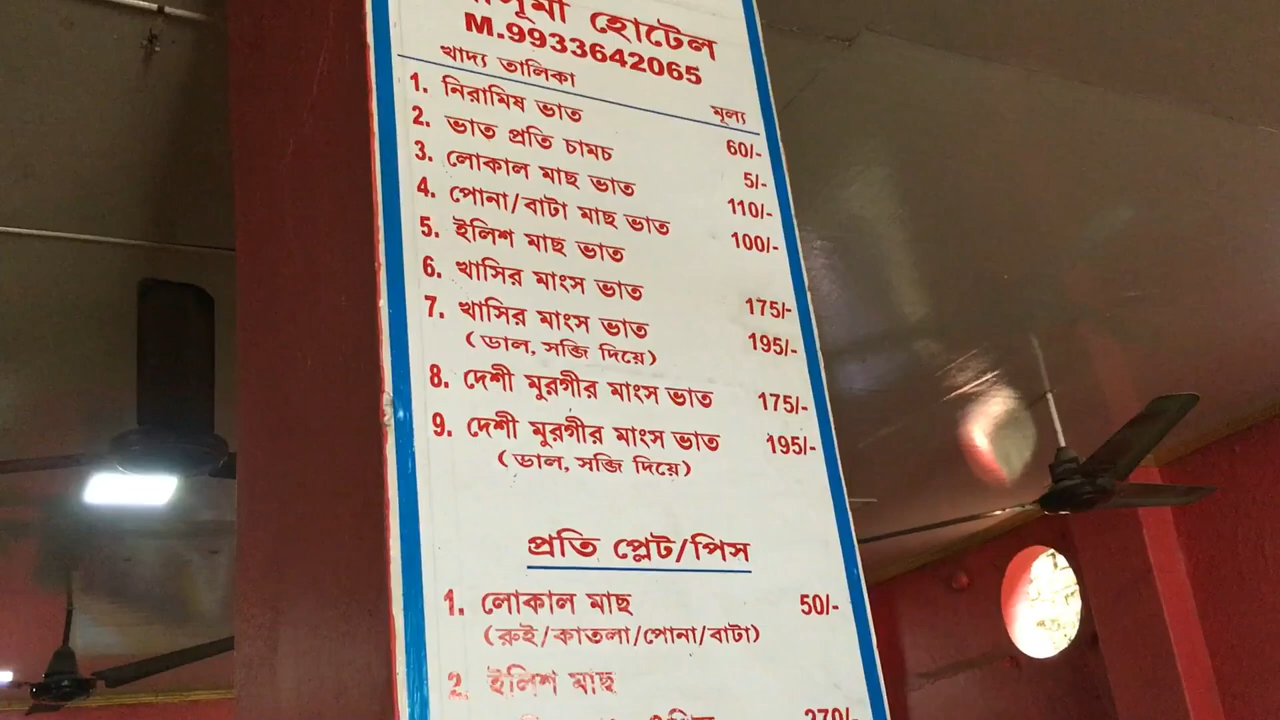 হোটেল
M.9933642065
খাদ্য তালিকা মূল্য
1. নিরামিষ ভাত 60/-
2. ভাত প্রতি চামচ 5/-
3. লোকাল মাছ ভাত 110/-
4. পোনা/বাটা মাছ ভাত 100/-
5. ইলিশ মাছ ভাত
6. খাসির মাংস ভাত 175/-
7. খাসির মাংস ভাত 195/-
(ডাল, সব্জি দিয়ে)
8. দেশী মুরগীর মাংস ভাত 175/-
9. দেশী মুরগীর মাংস ভাত 195/-
(ডাল, সব্জি দিয়ে)
প্রতি প্লেট/পিস
1. লোকাল মাছ 50/-
(রুই/কাতলা/পোনা/বাটা)
2. ইলিশ মাছ
270/-